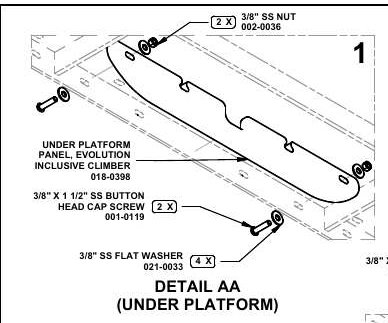 2 X 3/8" SS NUT
002-0036
1
UNDER PLATFORM
PANEL, EVOLUTION
INCLUSIVE CLIMBER
018-0398
3/8" X 1 1/2" SS BUTTON
HEAD CAP SCREW 2 X
001-0119
3/8" SS FLAT WASHER 4 X
021-0033
3/8"
DETAIL AA
(UNDER PLATFORM)